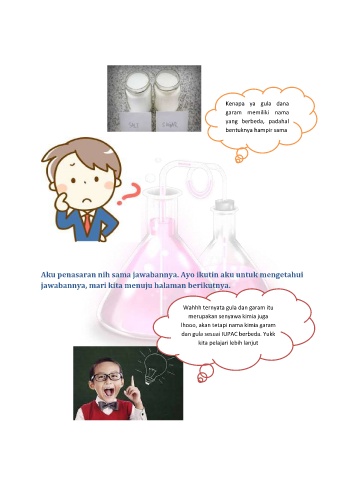 Kenapa ya gula dana
garam memiliki nama
yang berbeda, padahal
bentuknya hampir sama
Aku penasaran nih sama jawabannya. Ayo ikutin aku untuk mengetahui
jawabannya, mari kita menuju halaman berikutnya.
Wahhh ternyata gula dan garam itu
merupakan senyawa kimia juga
lhooo, akan tetapi nama kimia garam
dan gula sesuai IUPAC berbeda. Yukk
kita pelajari lebih lanjut